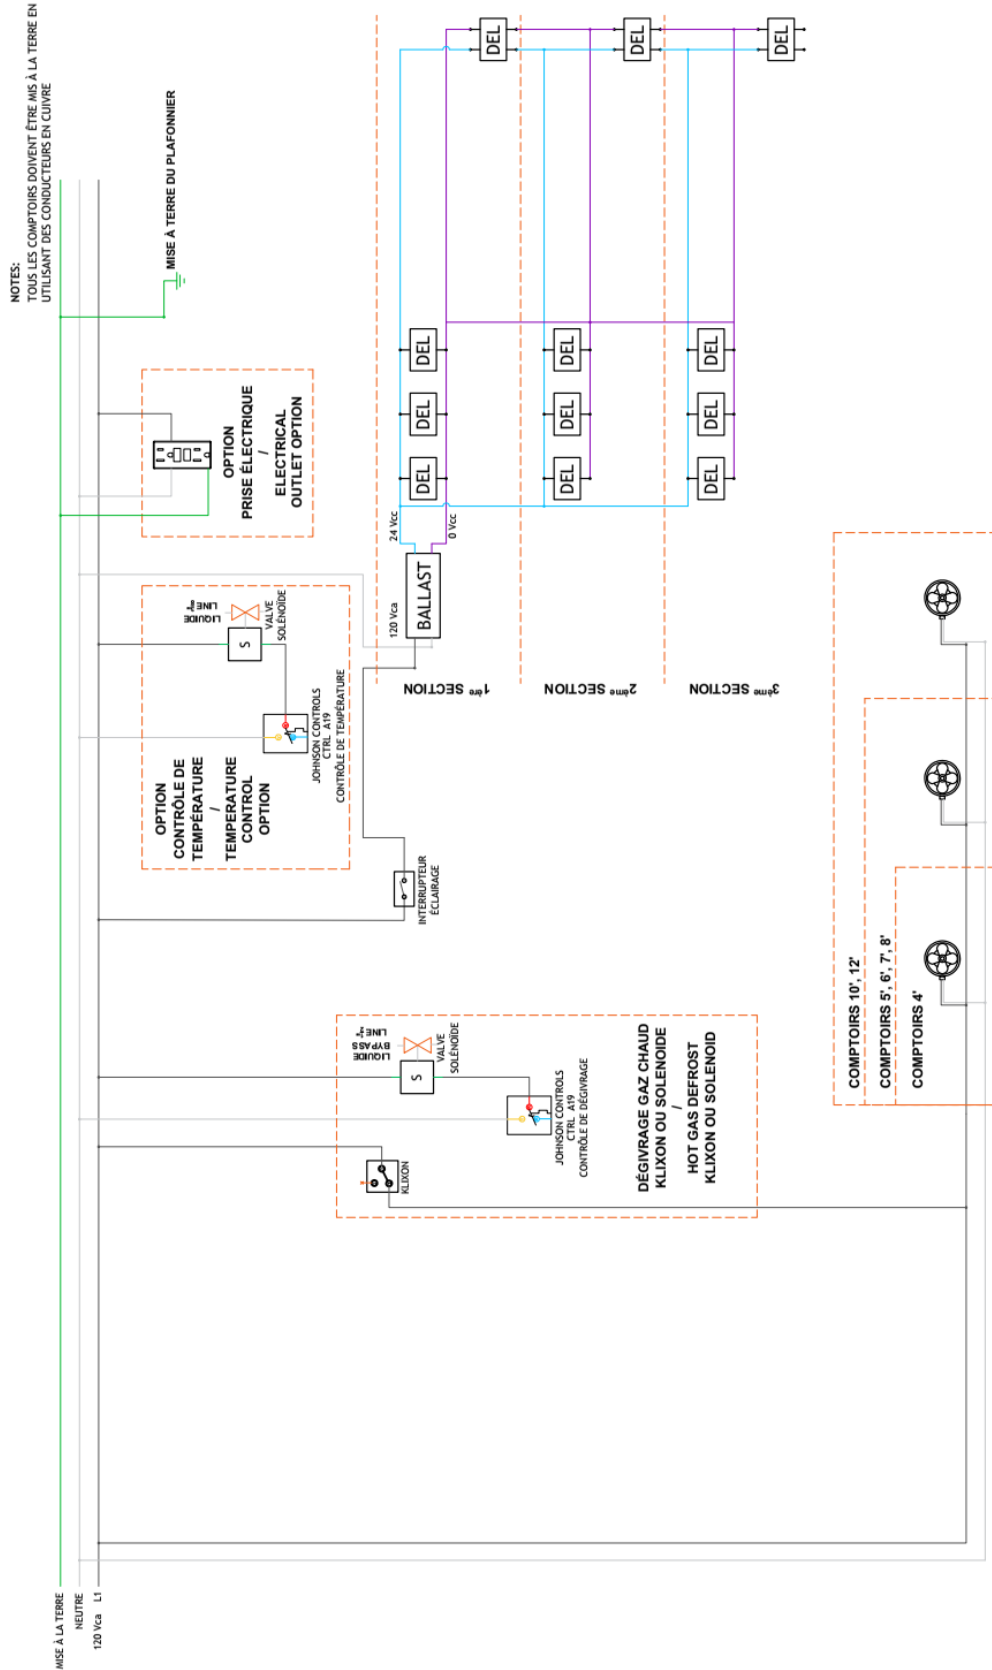 NOTES:
TOUS LES COMPTOIRS DOIVENT ÊTRE MIS À LA TERRE EN
UTILISANT DES CONDUCTEURS EN CUIVRE
MISE À LA TERRE
NEUTRE
120 Vca L1
MISE À TERRE DU PLAFONNIER
OPTION
PRISE ÉLECTRIQUE
/
ELECTRICAL
OUTLET OPTION
LIQUIDE
LINE
S
VALVE
SOLÉNOÏDE
JOHNSON CONTROLS
CTRL A19
CONTRÔLE DE TEMPÉRATURE
OPTION
CONTRÔLE DE
TEMPÉRATURE
/
TEMPERATURE
CONTROL
OPTION
INTERRUPTEUR
ÉCLAIRAGE
120 Vca
BALLAST
24 Vcc
0 Vcc
DEL
DEL
DEL
DEL
1ère SECTION
DEL
DEL
DEL
DEL
2ème SECTION
DEL
DEL
DEL
DEL
3ème SECTION
KLIXON
LIQUIDE
BYPASS
LINE
S
VALVE
SOLÉNOÏDE
JOHNSON CONTROLS
CTRL A19
CONTRÔLE DE DÉGIVRAGE
DÉGIVRAGE GAZ CHAUD
KLIXON OU SOLENOIDE
/
HOT GAS DEFROST
KLIXON OU SOLENOID
COMPTOIRS 10', 12'
COMPTOIRS 5', 6', 7', 8'
COMPTOIRS 4'